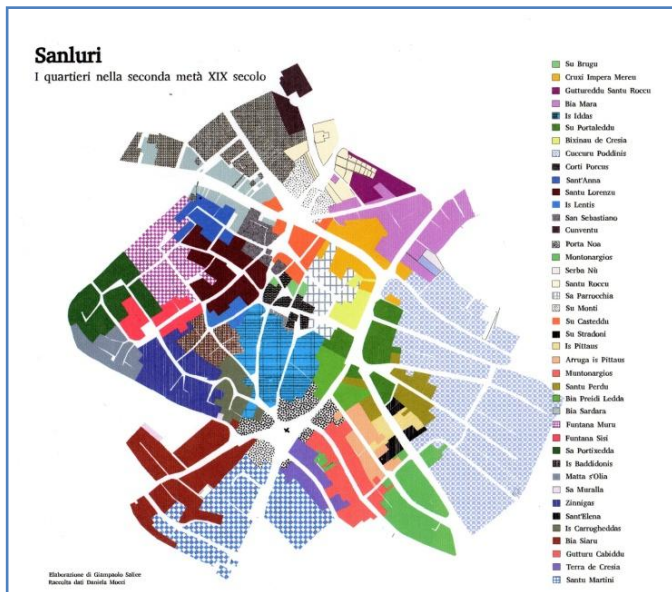 Sanluri
I quartieri nella seconda metà XIX secolo
Su Brugu
Cruxi Impera Mereu
Guttureddu Santu Roccu
Bia Mara
Is Iddas
Su Portaleddu
Bixinau de Cresia
Cuccuru Poddinis
Corti Porcus
Sant'Anna
Santu Lorenzu
Is Lentis
San Sebastiano
Cunventu
Porta Noa
Montonargios
Serba Nù
Santu Roccu
Sa Parrocchia
Su Monti
Su Casteddu
Su Stradoni
Is Pittaus
Arruga is Pittaus
Muntonargios
Santu Perdu
Bia Preidi Ledda
Bia Sardara
Funtana Muru
Funtana Sisi
Sa Portixedda
Is Baddidonis
Matta s'Olia
Sa Muralla
Zinnigas
Sant'Elena
Is Carrogheddas
Bia Siaru
Gutturu Cabiddu
Terra de Cresia
Santu Martini
Elaborazione di Giampaolo Salice
Raccolta dati Daniela Mocci